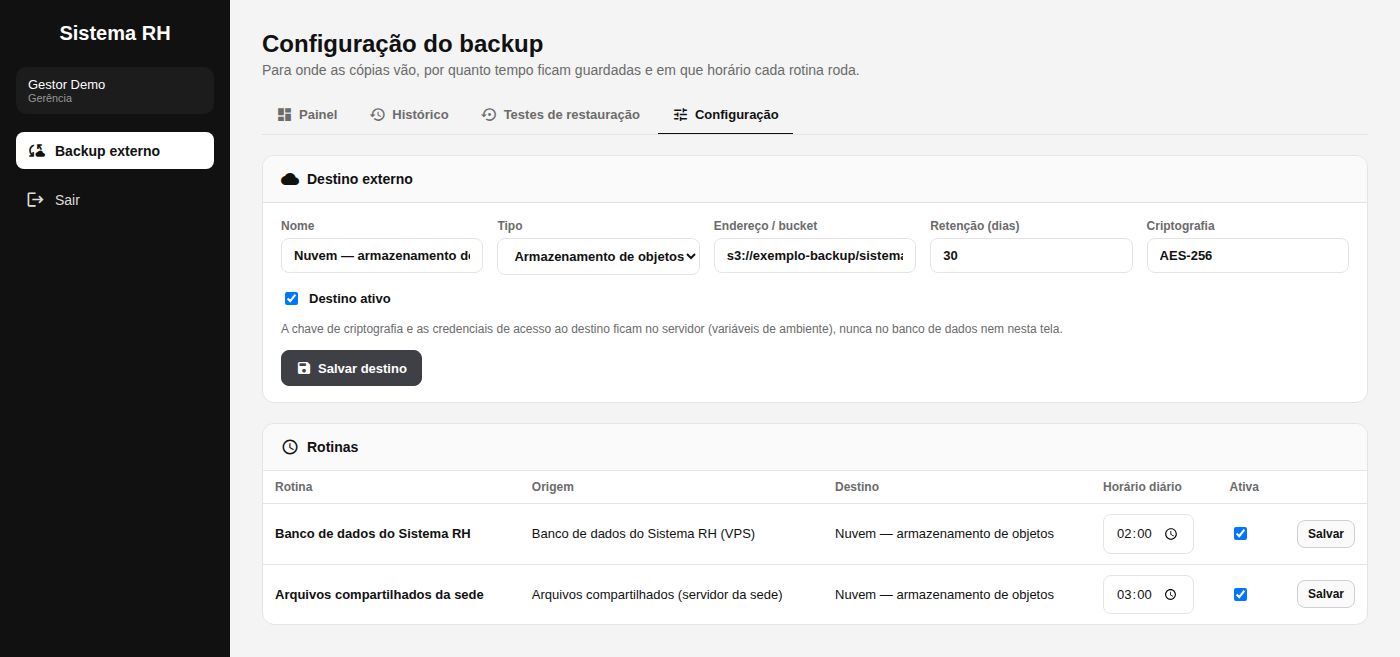 Sistema RH
Gestor Demo
Gerência
Backup externo
Sair
Configuração do backup
Para onde as cópias vão, por quanto tempo ficam guardadas e em que horário cada rotina roda.
Painel Histórico Testes de restauração Configuração
Destino externo
Nome Tipo Endereço / bucket Retenção (dias) Criptografia
Nuvem — armazenamento de Armazenamento de objetos s3://exemplo-backup/sistema 30 AES-256
Destino ativo
A chave de criptografia e as credenciais de acesso ao destino ficam no servidor (variáveis de ambiente), nunca no banco de dados nem nesta tela.
Salvar destino
Rotinas
Rotina Origem Destino Horário diário Ativa
Banco de dados do Sistema RH Banco de dados do Sistema RH (VPS) Nuvem — armazenamento de objetos 02:00 Salvar
Arquivos compartilhados da sede Arquivos compartilhados (servidor da sede) Nuvem — armazenamento de objetos 03:00 Salvar